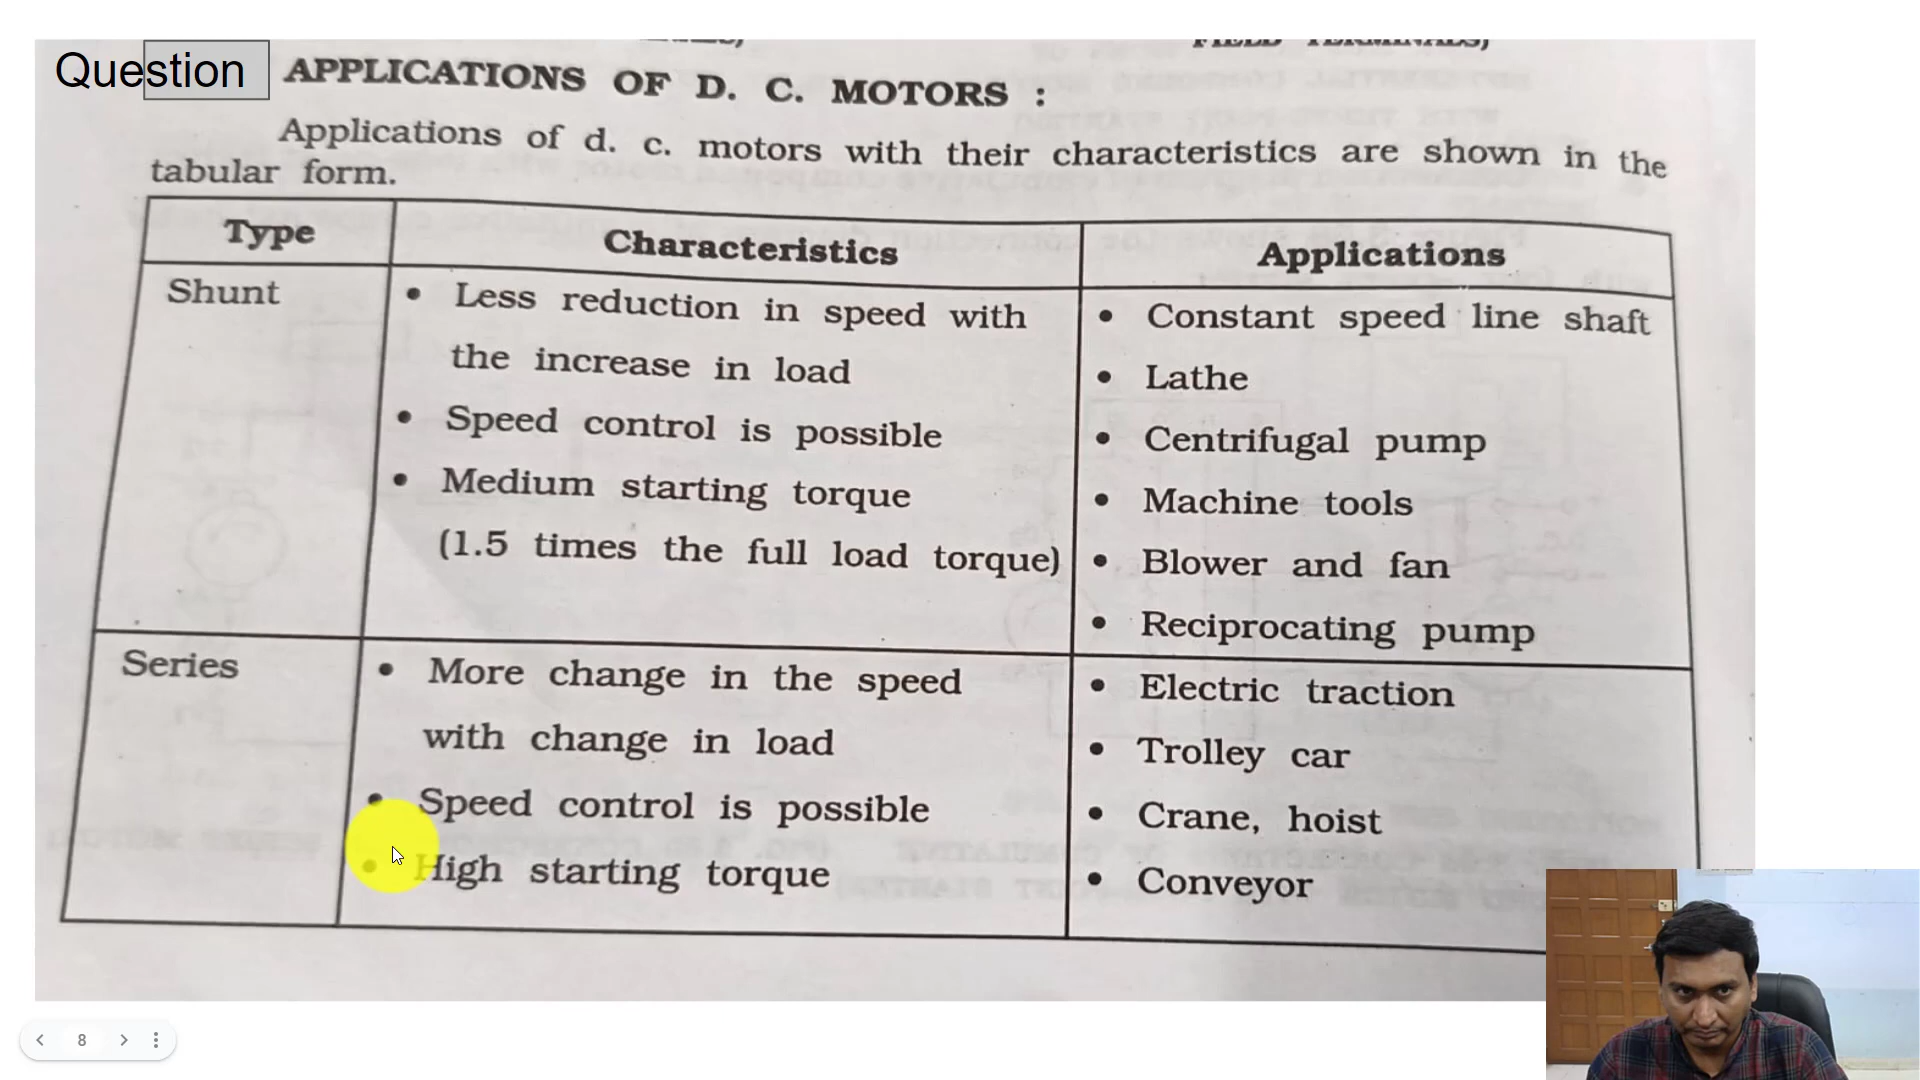 Question
APPLICATIONS OF D. C. MOTORS :
Applications of d. c. motors with their characteristics are shown in the
tabular form.
Type
Characteristics
Applications
Shunt
• Less reduction in speed with
the increase in load
• Speed control is possible
• Medium starting torque
(1.5 times the full load torque)
• Constant speed line shaft
• Lathe
• Centrifugal pump
• Machine tools
• Blower and fan
• Reciprocating pump
Series
• More change in the speed
with change in load
• Speed control is possible
• High starting torque
• Electric traction
• Trolley car
• Crane, hoist
• Conveyor
8